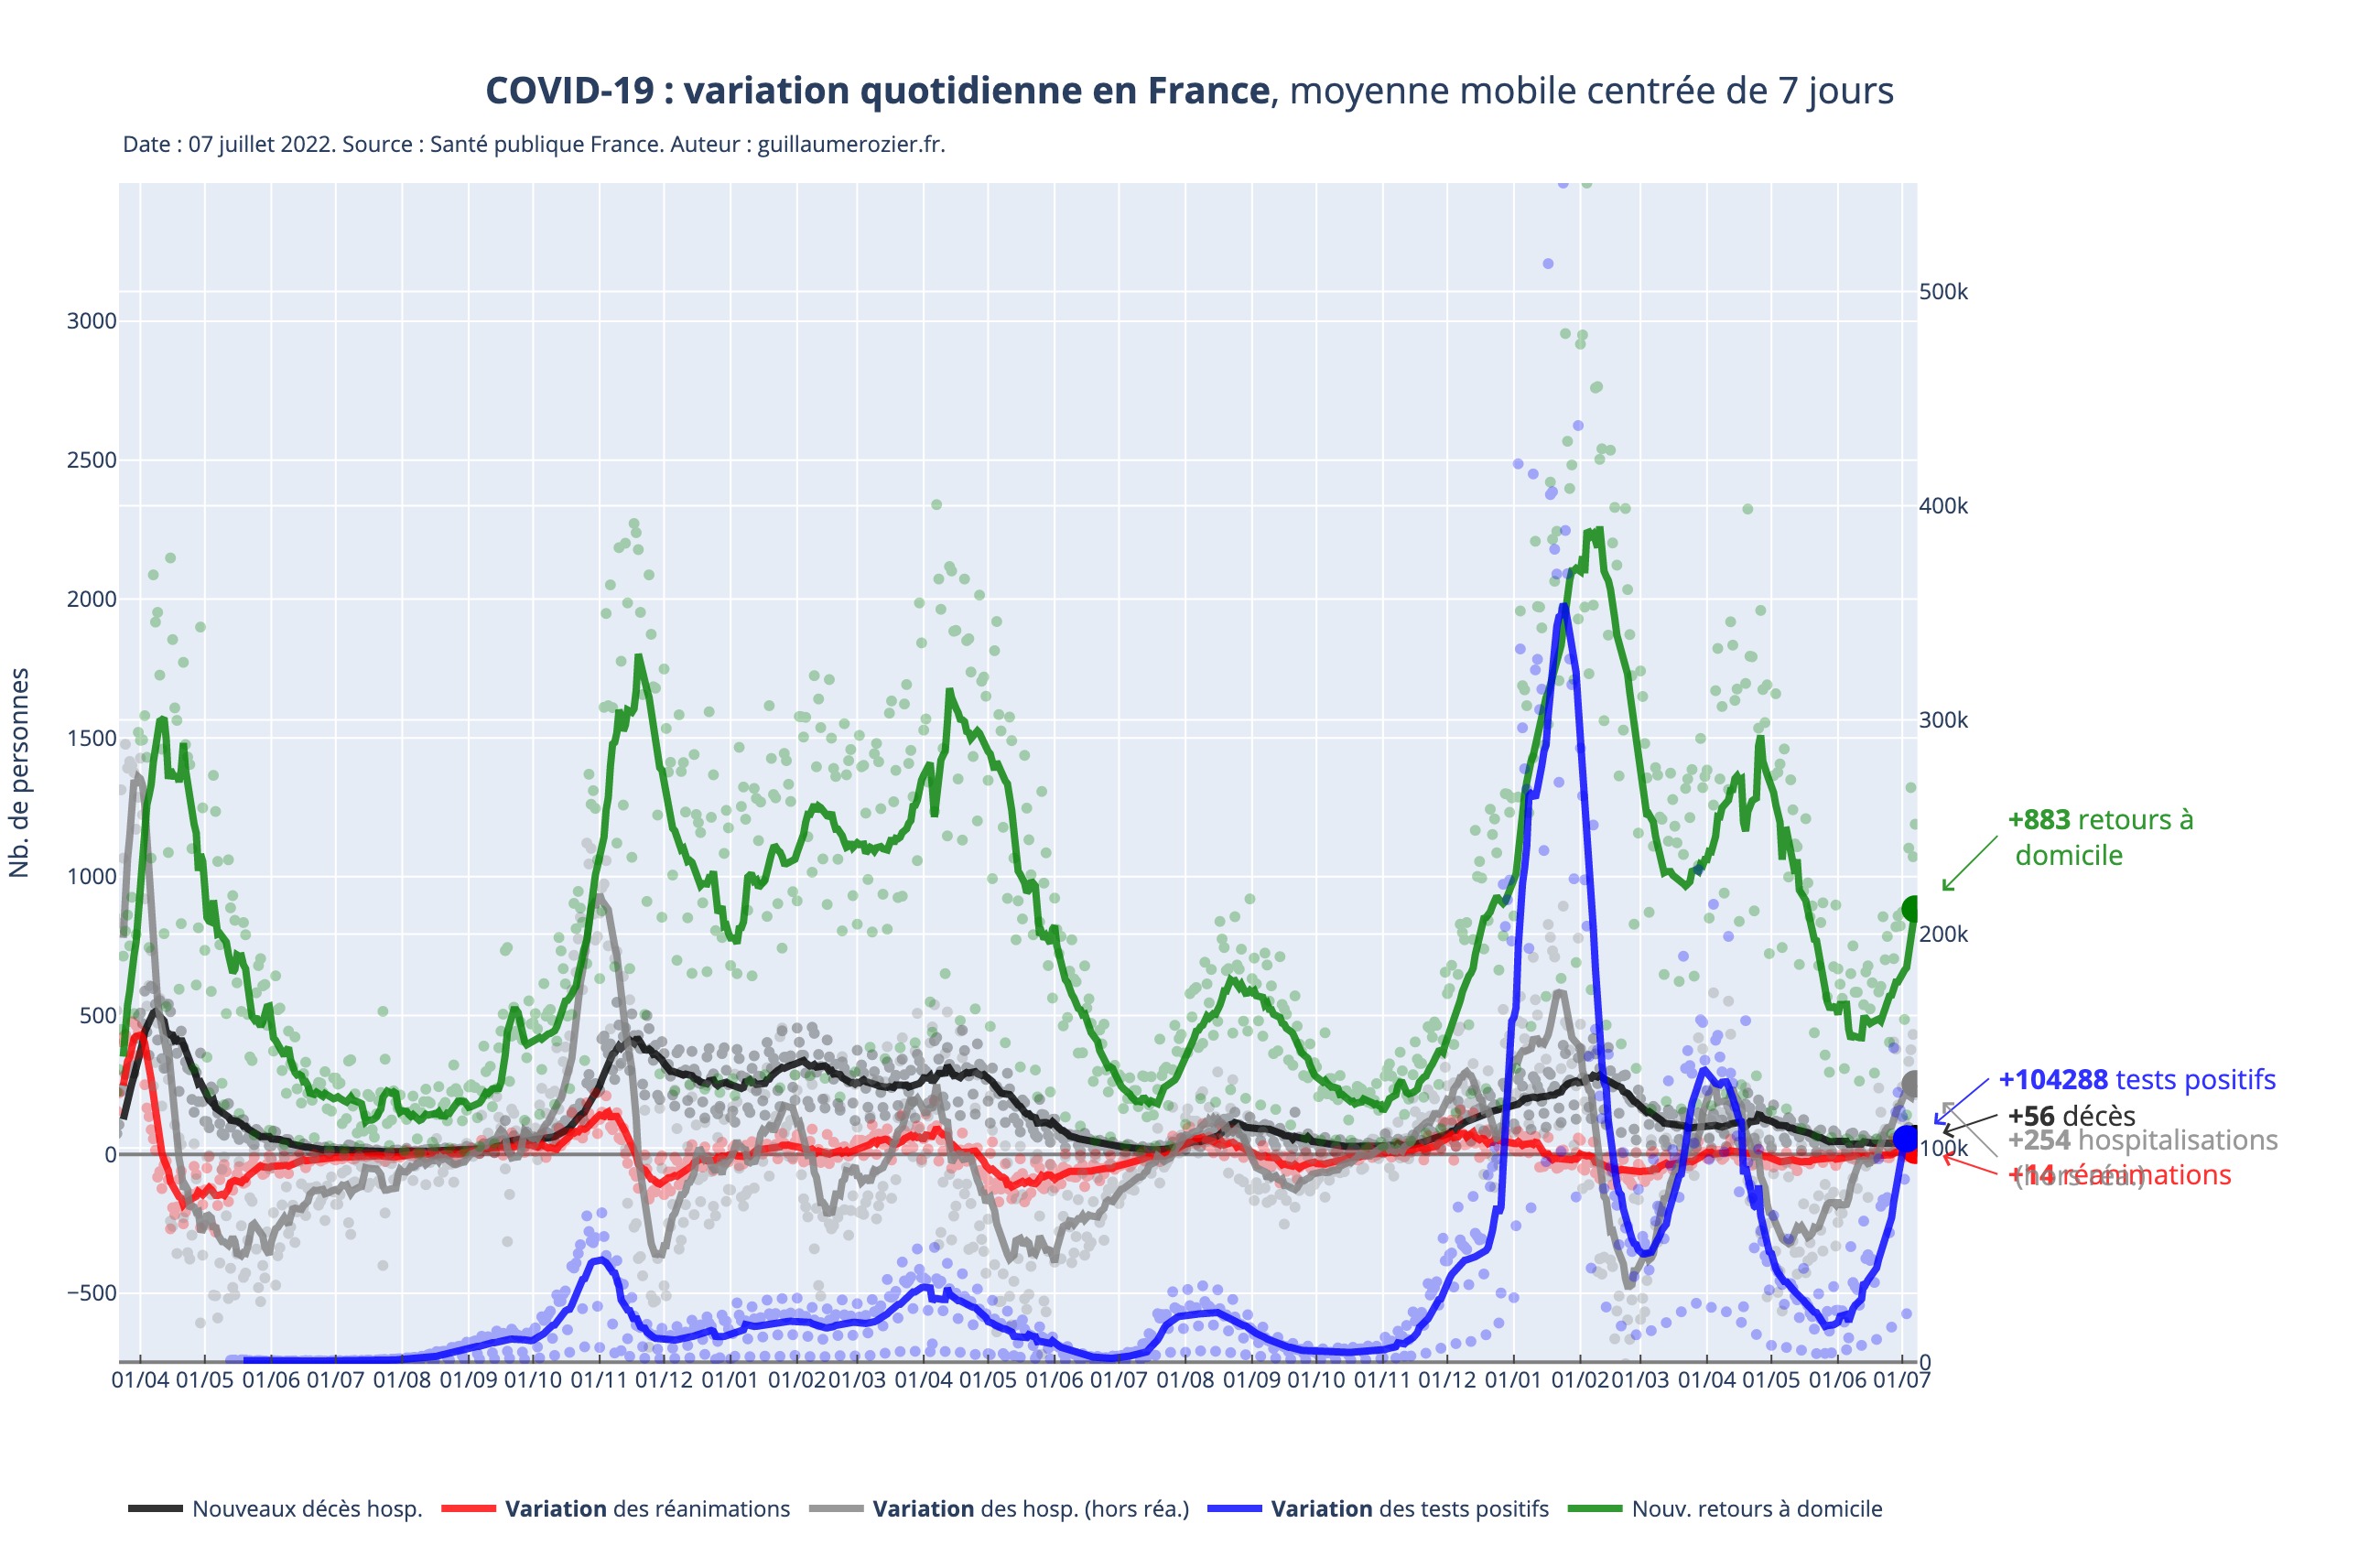 COVID-19 : variation quotidienne en France, moyenne mobile centrée de 7 jours
Date : 07 juillet 2022. Source : Santé publique France. Auteur : guillaumerozier.fr.
Nb. de personnes
3000
2500
2000
1500
1000
500
0
−500
500k
400k
300k
200k
100k
0
+883 retours à
domicile
+104288 tests positifs
+56 décès
+254 hospitalisations
(hors réa.)
+14 réanimations
01/04 01/05 01/06 01/07 01/08 01/09 01/10 01/11 01/12 01/01 01/02 01/03 01/04 01/05 01/06 01/07 01/08 01/09 01/10 01/11 01/12 01/01 01/02 01/03 01/04 01/05 01/06 01/07
Nouveaux décès hosp. Variation des réanimations Variation des hosp. (hors réa.) Variation des tests positifs Nouv. retours à domicile